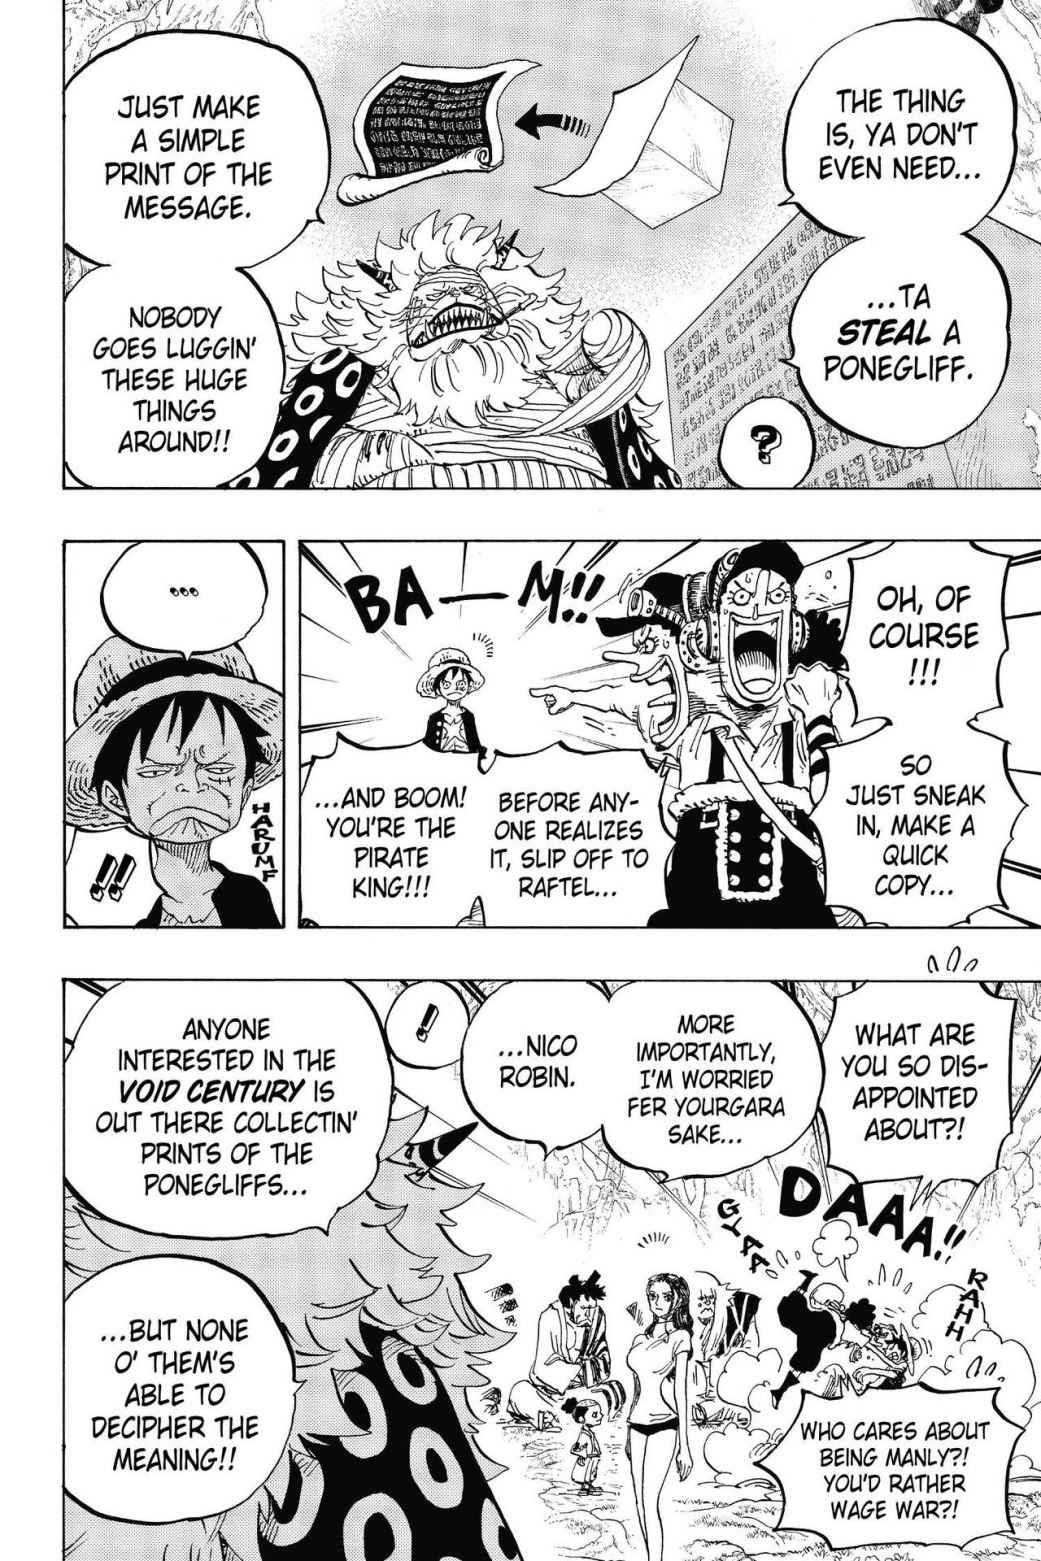 THE THING
IS, YA DON'T
EVEN NEED...
...TA
STEAL A
PONEGLIFF.
?
JUST MAKE
A SIMPLE
PRINT OF THE
MESSAGE.
NOBODY
GOES LUGGIN'
THESE HUGE
THINGS
AROUND!!
OH, OF
COURSE
!!!
SO
JUST SNEAK
IN, MAKE A
QUICK
COPY...
BEFORE ANY-
ONE REALIZES
IT, SLIP OFF TO
RAFTEL...
...AND BOOM!
YOU'RE THE
PIRATE
KING!!!
BA—M!!
...
HARUMF
!!!
WHAT ARE
YOU SO DIS-
APPOINTED
ABOUT?!
DAAA!!
GYAA
RAHH
WHO CARES ABOUT
BEING MANLY?!
YOU'D RATHER
WAGE WAR?!
MORE
IMPORTANTLY,
I'M WORRIED
FER YOURGARA
SAKE...
...NICO
ROBIN.
!
ANYONE
INTERESTED IN THE
VOID CENTURY IS
OUT THERE COLLECTIN'
PRINTS OF THE
PONEGLIFFS...
...BUT NONE
O' THEM'S
ABLE TO
DECIPHER THE
MEANING!!